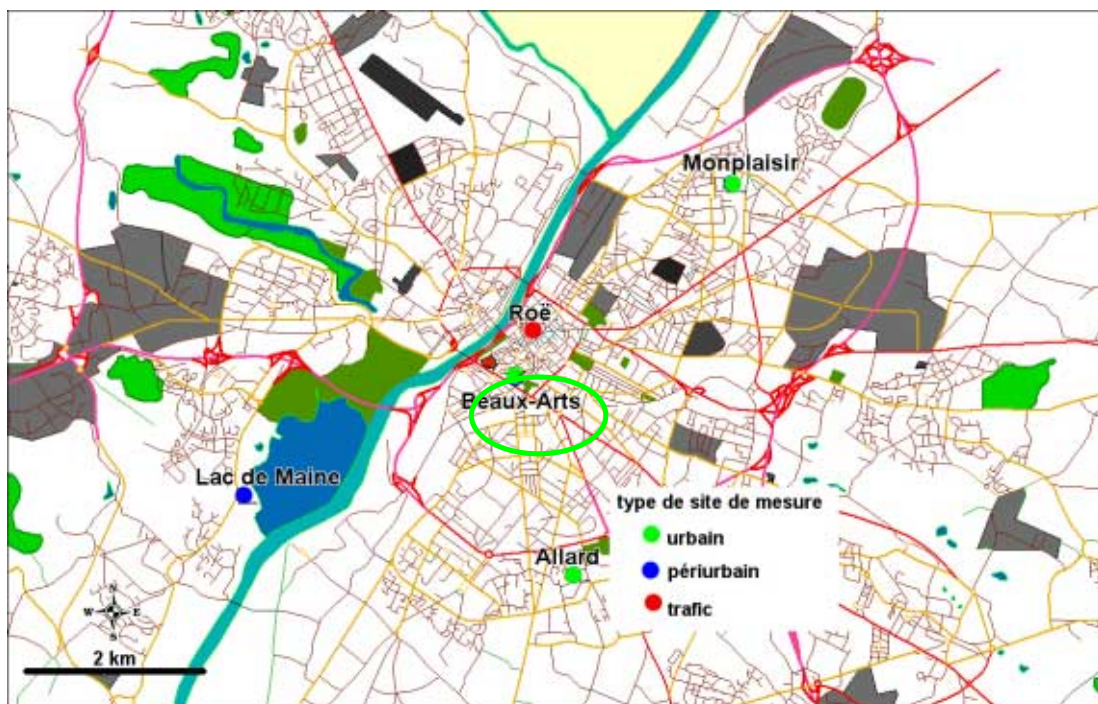 Monplaisir
Roë
Beaux-Arts
Lac de Maine
type de site de mesure
urbain
Allard
périurbain
trafic
N
W E
S
2 km